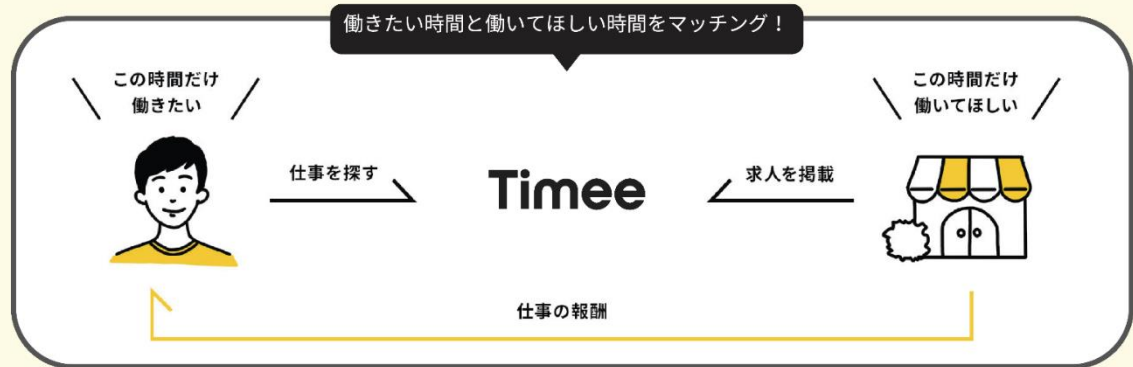 働きたい時間と働いてほしい時間をマッチング！
この時間だけ
働きたい
この時間だけ
働いてほしい
仕事を探す
Timee
求人を掲載
仕事の報酬